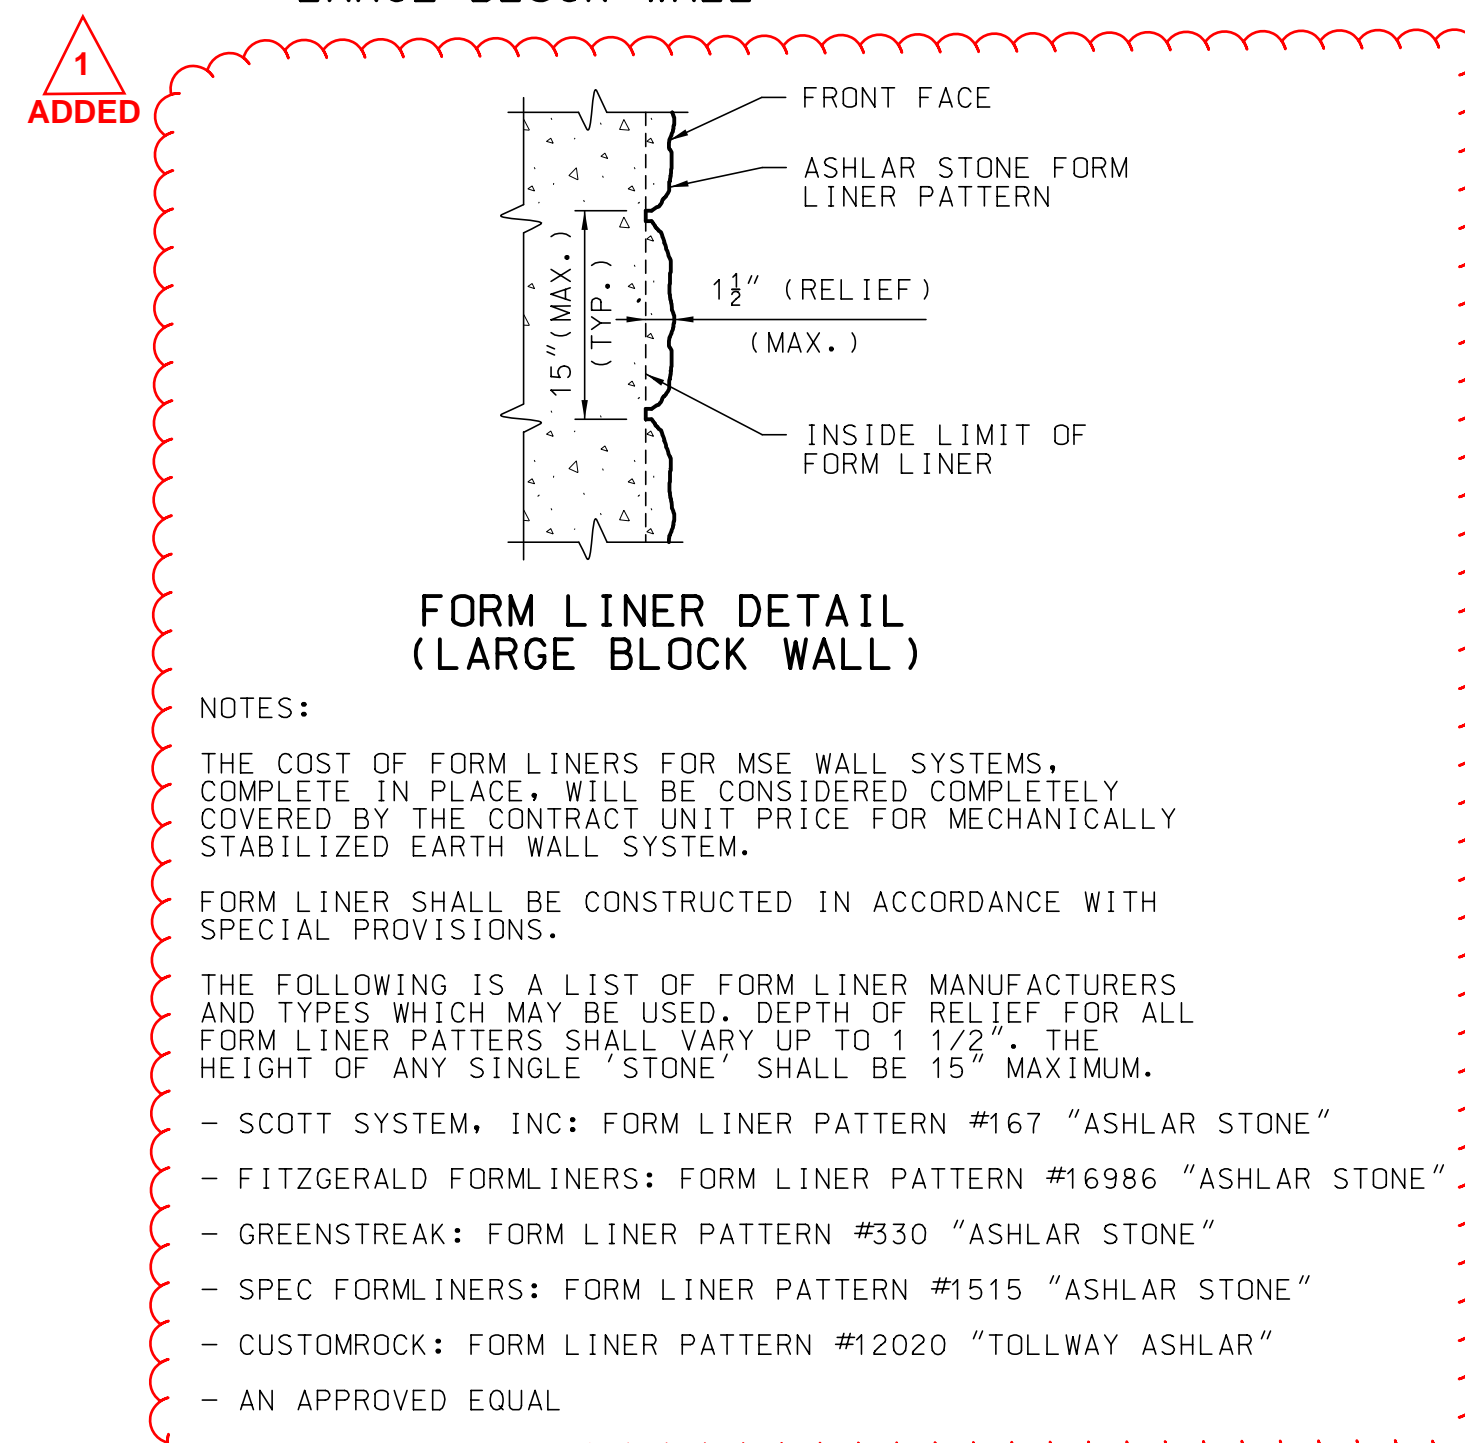 LARGE BLOCK WALL
1
ADDED
FRONT FACE
ASHLAR STONE FORM
LINER PATTERN
15"(MAX.)
(TYP.)
1½" (RELIEF)
(MAX.)
INSIDE LIMIT OF
FORM LINER
FORM LINER DETAIL
(LARGE BLOCK WALL)
NOTES:
THE COST OF FORM LINERS FOR MSE WALL SYSTEMS,
COMPLETE IN PLACE, WILL BE CONSIDERED COMPLETELY
COVERED BY THE CONTRACT UNIT PRICE FOR MECHANICALLY
STABILIZED EARTH WALL SYSTEM.
FORM LINER SHALL BE CONSTRUCTED IN ACCORDANCE WITH
SPECIAL PROVISIONS.
THE FOLLOWING IS A LIST OF FORM LINER MANUFACTURERS
AND TYPES WHICH MAY BE USED. DEPTH OF RELIEF FOR ALL
FORM LINER PATTERS SHALL VARY UP TO 1 1/2". THE
HEIGHT OF ANY SINGLE 'STONE' SHALL BE 15" MAXIMUM.
- SCOTT SYSTEM, INC: FORM LINER PATTERN #167 "ASHLAR STONE"
- FITZGERALD FORMLINERS: FORM LINER PATTERN #16986 "ASHLAR STONE"
- GREENSTREAK: FORM LINER PATTERN #330 "ASHLAR STONE"
- SPEC FORMLINERS: FORM LINER PATTERN #1515 "ASHLAR STONE"
- CUSTOMROCK: FORM LINER PATTERN #12020 "TOLLWAY ASHLAR"
- AN APPROVED EQUAL